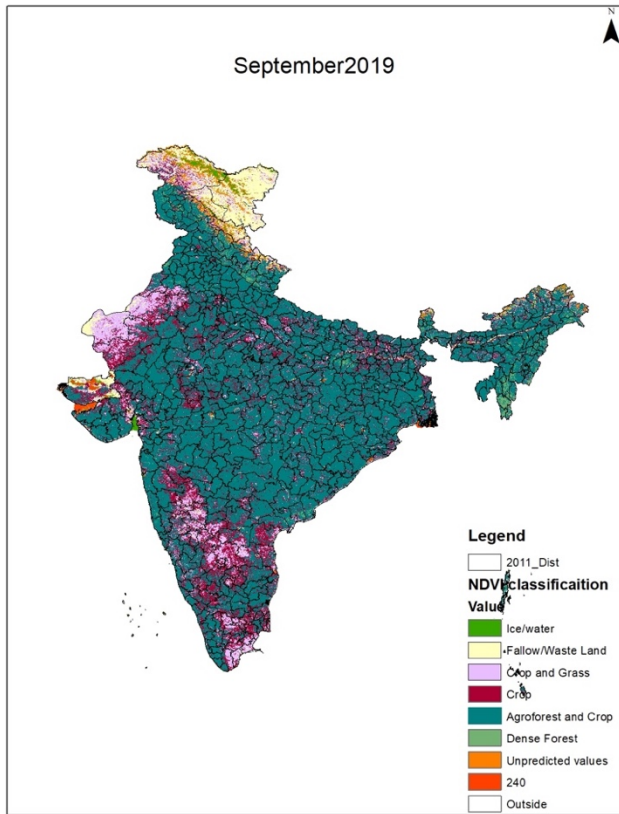 N
September2019
Legend
2011_Dist
NDVI classificaition
Value
Ice/water
Fallow/Waste Land
Crop and Grass
Crop
Agroforest and Crop
Dense Forest
Unpredicted values
240
Outside